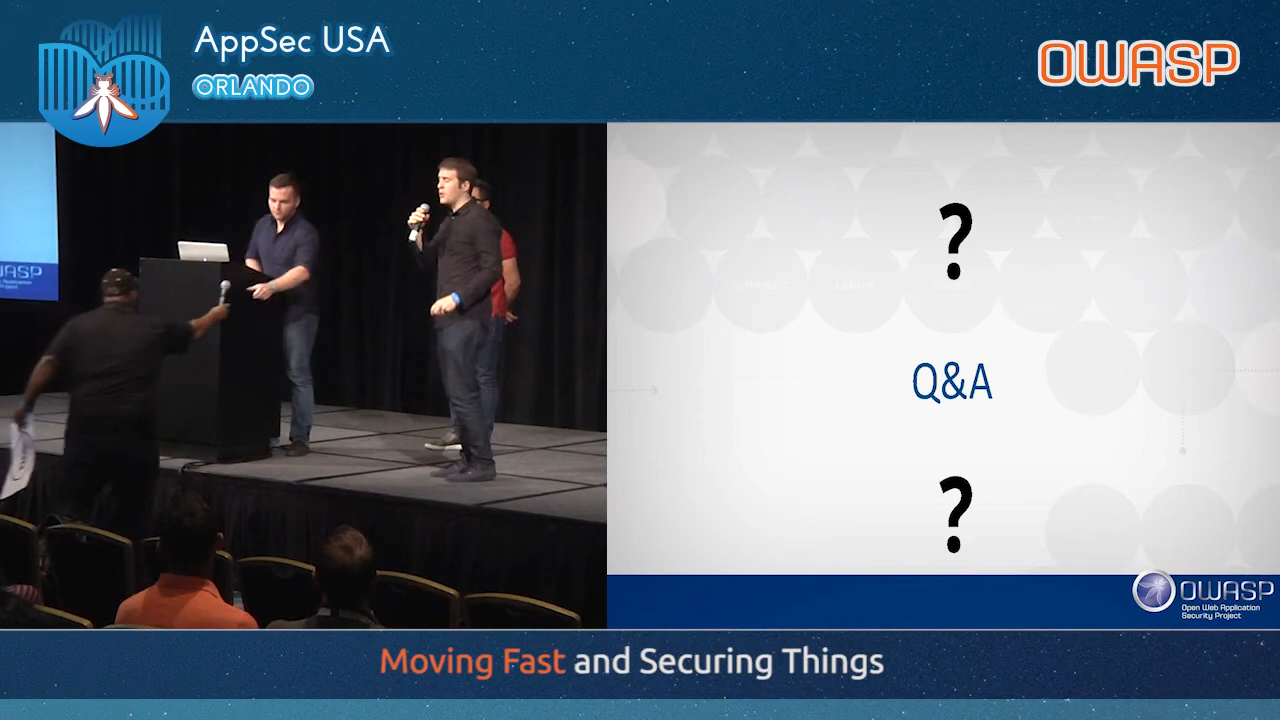 AppSec USA
ORLANDO
OWASP
?
Q&A
?
OWASP
Open Web Application
Security Project
Moving Fast and Securing Things